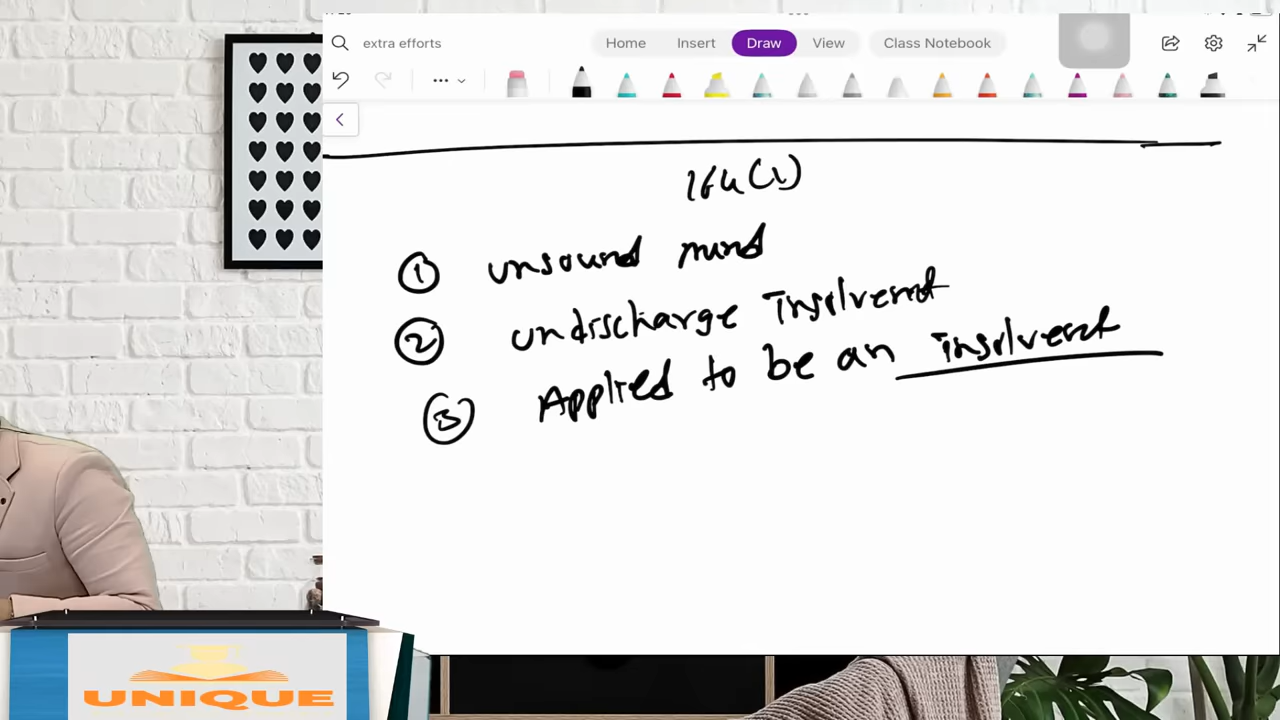 extra efforts
Home Insert Draw View Class Notebook
164(1)
① unsound mind
② undischarge insolvent
③ Applied to be an insolvent
UNIQUE